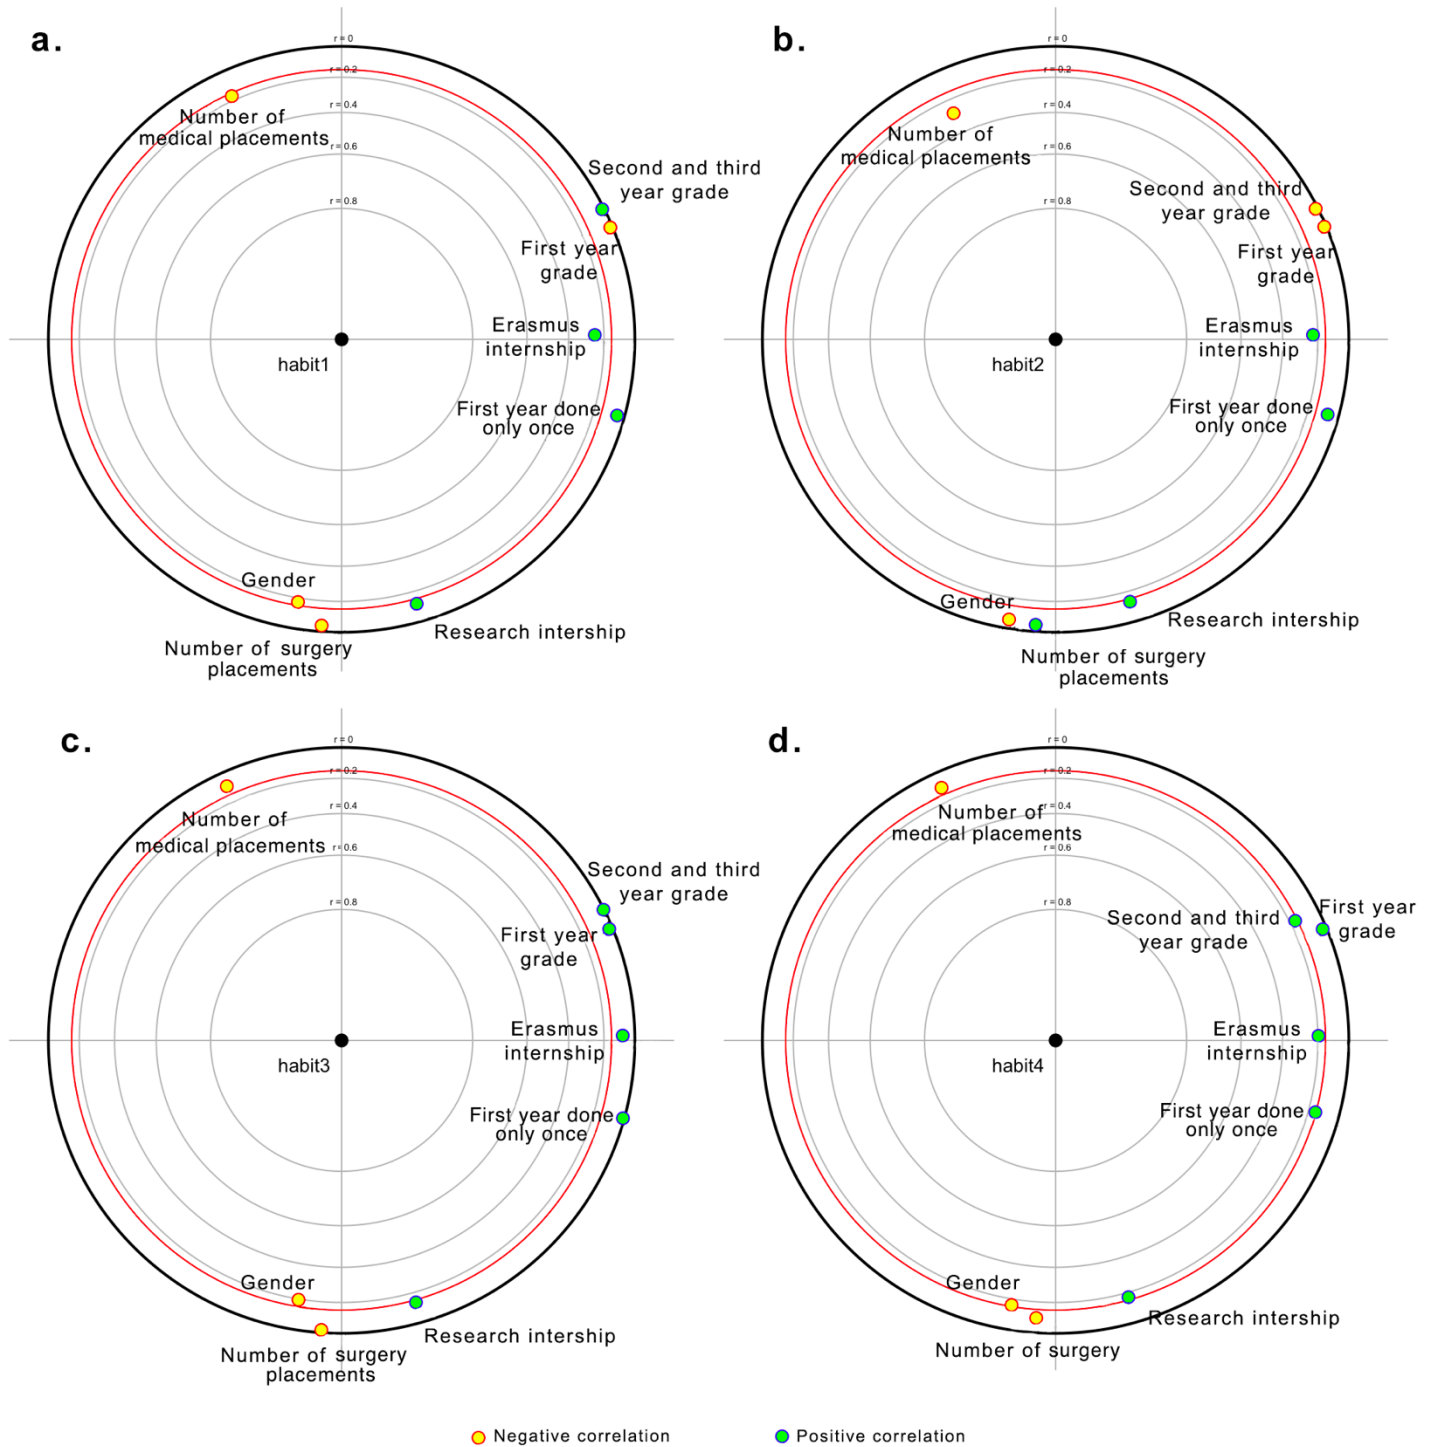 a.
r = 0
r = 0.2
r = 0.4
r = 0.6
r = 0.8
Number of
medical placements
Second and third
year grade
First year
grade
Erasmus
internship
habit1
First year done
only once
Gender
Research intership
Number of surgery
placements
b.
r = 0
r = 0.2
r = 0.4
r = 0.6
r = 0.8
Number of
medical placements
Second and third
year grade
First year
grade
Erasmus
internship
habit2
First year done
only once
Gender
Research intership
Number of surgery
placements
c.
r = 0
r = 0.2
r = 0.4
r = 0.6
r = 0.8
Number of
medical placements
Second and third
year grade
First year
grade
Erasmus
internship
habit3
First year done
only once
Gender
Research intership
Number of surgery
placements
d.
r = 0
r = 0.2
r = 0.4
r = 0.6
r = 0.8
Number of
medical placements
Second and third
year grade
First year
grade
Erasmus
internship
habit4
First year done
only once
Gender
Research intership
Number of surgery
Negative correlation
Positive correlation